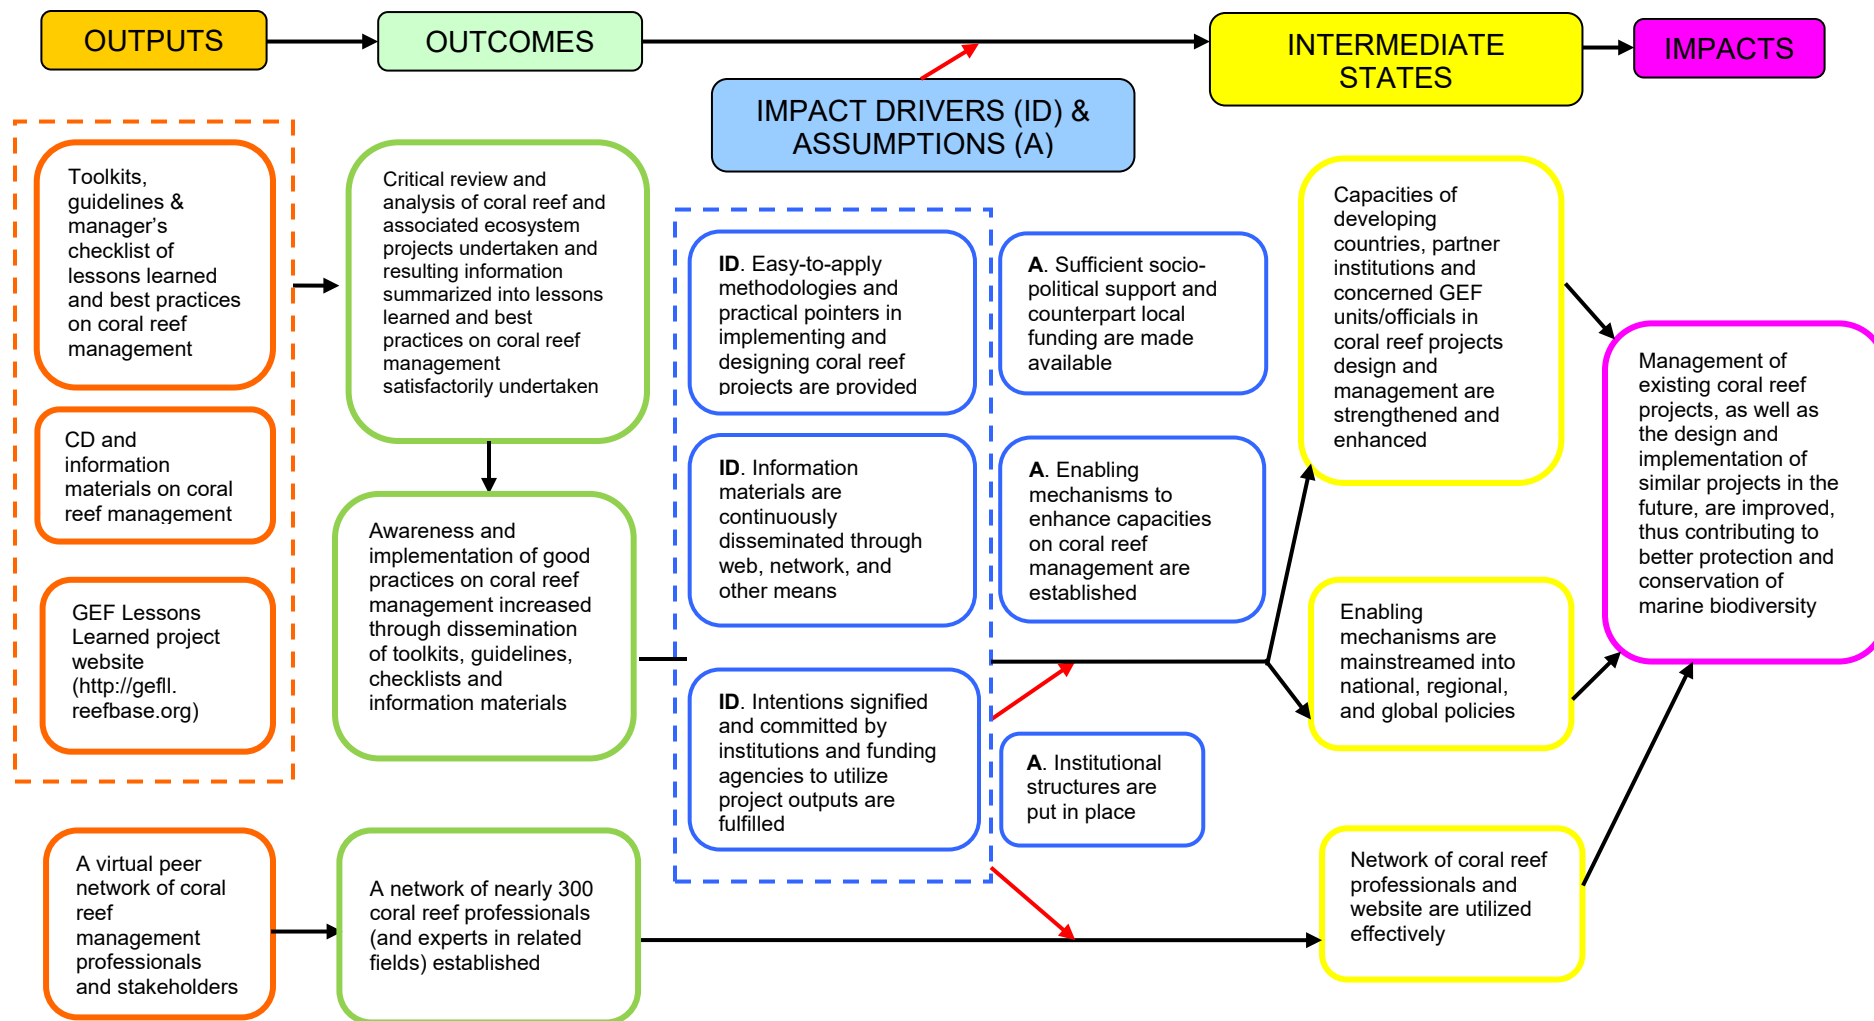 OUTPUTS
OUTCOMES
INTERMEDIATE
STATES
IMPACTS
IMPACT DRIVERS (ID) &
ASSUMPTIONS (A)
Toolkits,
guidelines &
manager’s
checklist of
lessons learned
and best practices
on coral reef
management
CD and
information
materials on coral
reef management
GEF Lessons
Learned project
website
(http://gefll.
reefbase.org)
A virtual peer
network of coral
reef
management
professionals
and stakeholders
Critical review and
analysis of coral reef and
associated ecosystem
projects undertaken and
resulting information
summarized into lessons
learned and best
practices on coral reef
management
satisfactorily undertaken
Awareness and
implementation of good
practices on coral reef
management increased
through dissemination
of toolkits, guidelines,
checklists and
information materials
A network of nearly 300
coral reef professionals
(and experts in related
fields) established
ID. Easy-to-apply
methodologies and
practical pointers in
implementing and
designing coral reef
projects are provided
ID. Information
materials are
continuously
disseminated through
web, network, and
other means
ID. Intentions signified
and committed by
institutions and funding
agencies to utilize
project outputs are
fulfilled
A. Sufficient socio-
political support and
counterpart local
funding are made
available
A. Enabling
mechanisms to
enhance capacities
on coral reef
management are
established
A. Institutional
structures are
put in place
Capacities of
developing
countries, partner
institutions and
concerned GEF
units/officials in
coral reef projects
design and
management are
strengthened and
enhanced
Enabling
mechanisms are
mainstreamed into
national, regional,
and global policies
Network of coral reef
professionals and
website are utilized
effectively
Management of
existing coral reef
projects, as well as
the design and
implementation of
similar projects in the
future, are improved,
thus contributing to
better protection and
conservation of
marine biodiversity